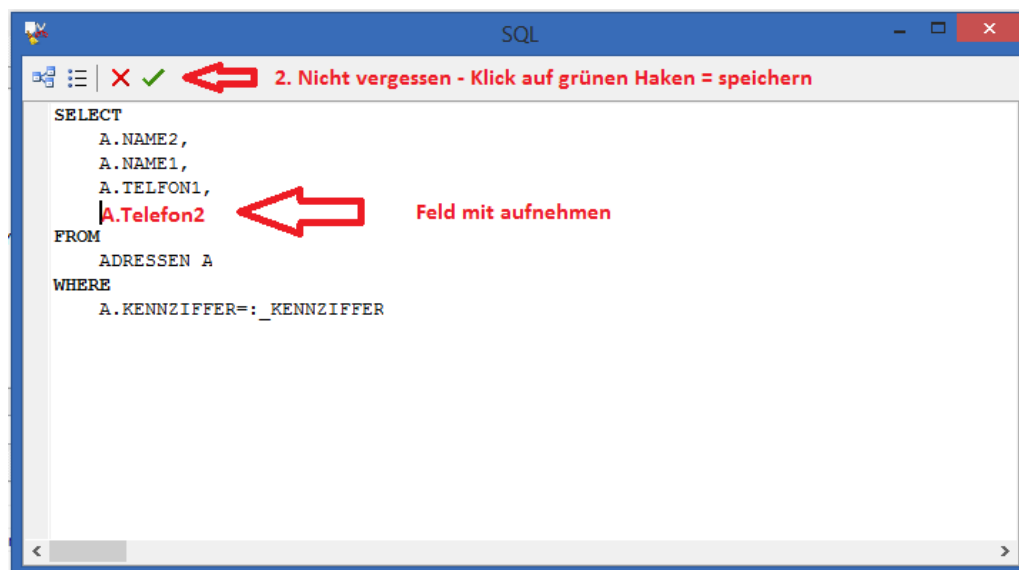 SQL
2. Nicht vergessen - Klick auf grünen Haken = speichern
SELECT
A.NAME2,
A.NAME1,
A.TELFON1,
A.Telefon2 Feld mit aufnehmen
FROM
ADRESSEN A
WHERE
A.KENNZIFFER=:_KENNZIFFER